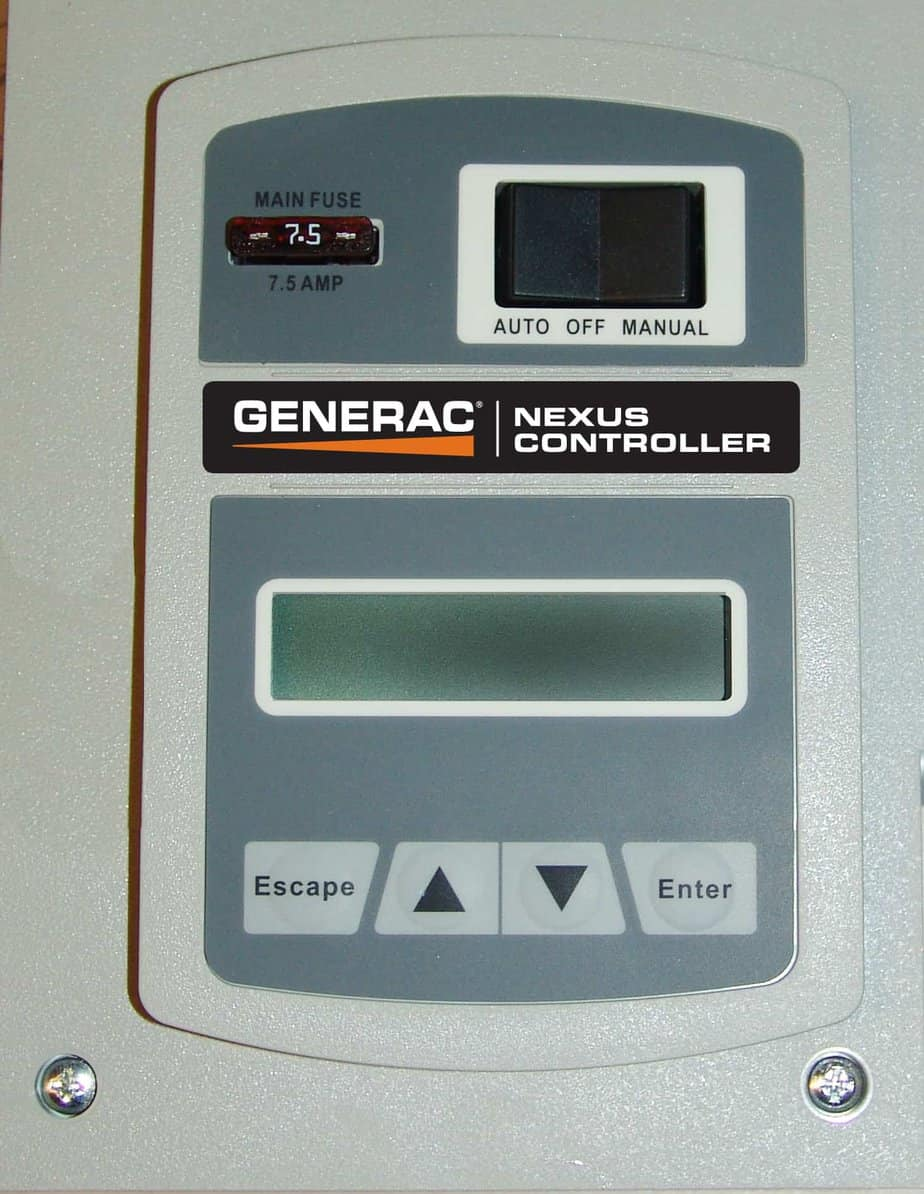 MAIN FUSE
7.5
7.5 AMP
AUTO OFF MANUAL
GENERAC®
NEXUS
CONTROLLER
Escape
Enter